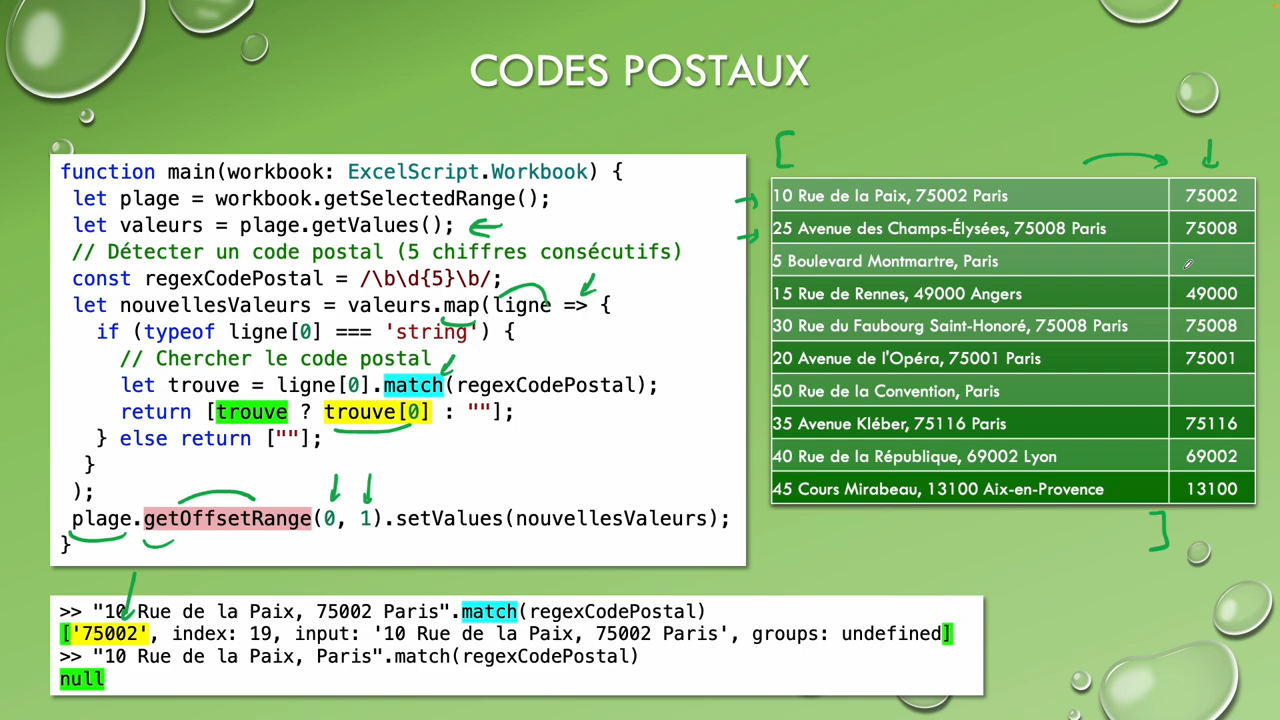 CODES POSTAUX
function main(workbook: ExcelScript.Workbook) {
let plage = workbook.getSelectedRange();
let valeurs = plage.getValues();
// Détecter un code postal (5 chiffres consécutifs)
const regexCodePostal = /\b\d{5}\b/;
let nouvellesValeurs = valeurs.map(ligne => {
if (typeof ligne[0] === 'string') {
// Chercher le code postal
let trouve = ligne[0].match(regexCodePostal);
return [trouve ? trouve[0] : ""];
} else return [""];
}
);
plage.getOffsetRange(0, 1).setValues(nouvellesValeurs);
}
10 Rue de la Paix, 75002 Paris 75002
25 Avenue des Champs-Élysées, 75008 Paris 75008
5 Boulevard Montmartre, Paris
15 Rue de Rennes, 49000 Angers 49000
30 Rue du Faubourg Saint-Honoré, 75008 Paris 75008
20 Avenue de l'Opéra, 75001 Paris 75001
50 Rue de la Convention, Paris
35 Avenue Kléber, 75116 Paris 75116
40 Rue de la République, 69002 Lyon 69002
45 Cours Mirabeau, 13100 Aix-en-Provence 13100
>> "10 Rue de la Paix, 75002 Paris".match(regexCodePostal)
['75002', index: 19, input: '10 Rue de la Paix, 75002 Paris', groups: undefined]
>> "10 Rue de la Paix, Paris".match(regexCodePostal)
null